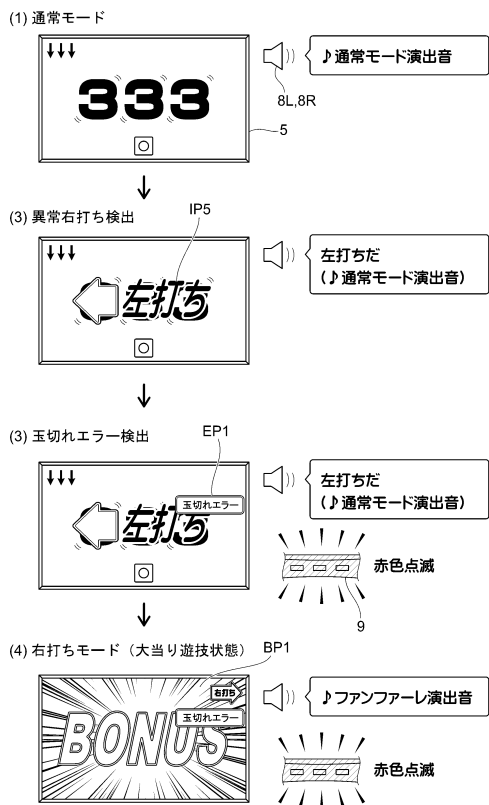 (1) 通常モード
↓↓↓
333
♪通常モード演出音
8L,8R
5
(3) 異常右打ち検出
IP5
↓↓↓
左打ち
左打ちだ
(♪通常モード演出音)
(3) 玉切れエラー検出
EP1
↓↓↓
玉切れエラー
左打ち
左打ちだ
(♪通常モード演出音)
赤色点滅
9
(4) 右打ちモード（大当り遊技状態）
BP1
右打ち
玉切れエラー
BONUS
♪ファンファーレ演出音
赤色点滅